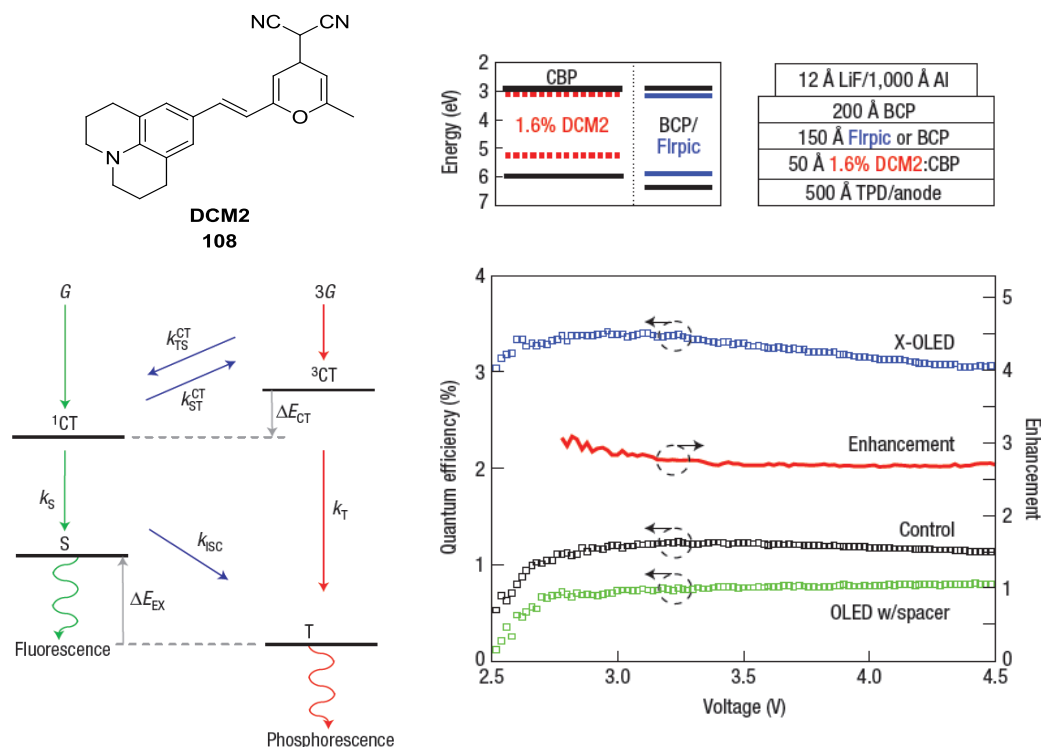 NC CN
O
N
DCM2
108
2
3
4
5
6
7
Energy (eV)
CBP
1.6% DCM2
BCP/
FIrpic
12 Å LiF/1,000 Å Al
200 Å BCP
150 Å FIrpic or BCP
50 Å 1.6% DCM2:CBP
500 Å TPD/anode
G
3G
k_TS^CT
k_ST^CT
³CT
ΔE_CT
¹CT
k_S
k_T
S
k_ISC
ΔE_EX
T
Fluorescence
Phosphorescence
4
3
2
1
0
Quantum efficiency (%)
5
4
3
2
1
0
Enhancement
X-OLED
Enhancement
Control
OLED w/spacer
2.5 3.0 3.5 4.0 4.5
Voltage (V)